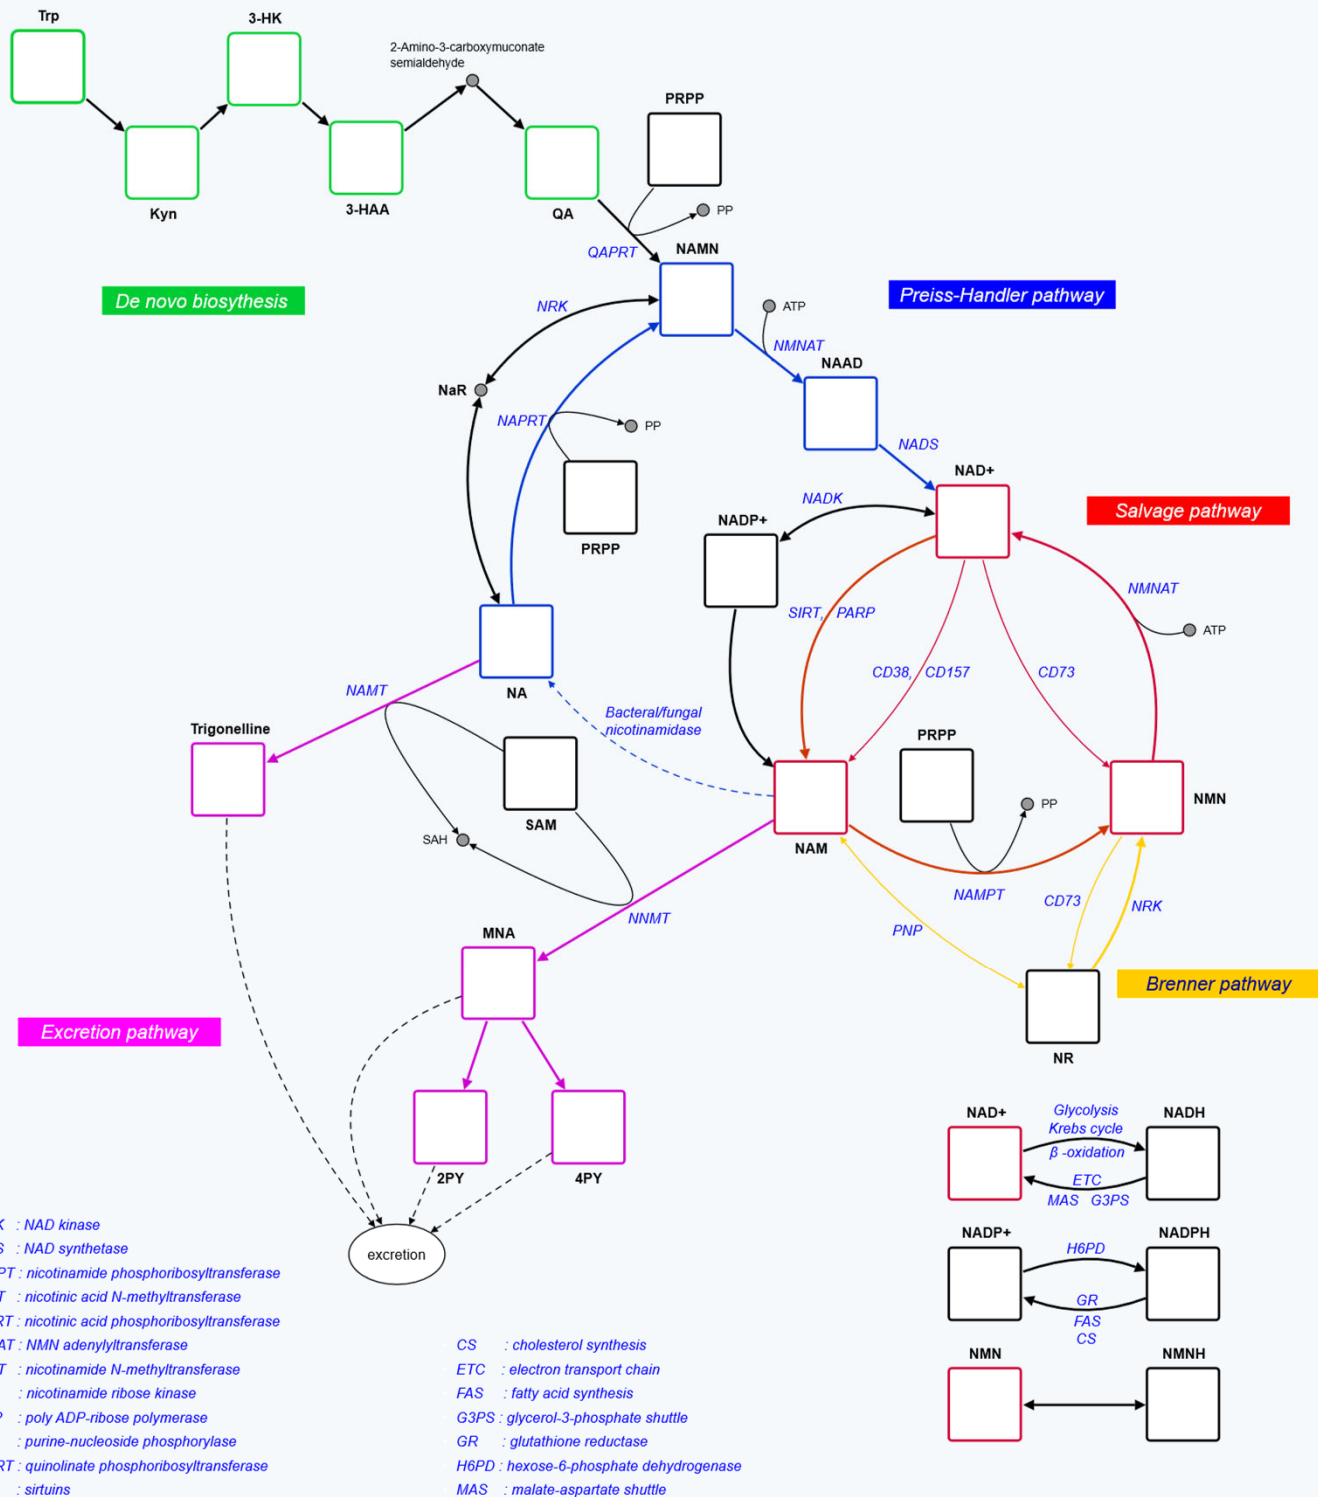 Trp
3-HK
2-Amino-3-carboxymuconate
semialdehyde
PRPP
Kyn
3-HAA
QA
PP
QAPRT
NAMN
De novo biosythesis
Preiss-Handler pathway
NRK
ATP
NMNAT
NAAD
NaR
NAPRT
PP
NADS
NAD+
PRPP
NADK
NADP+
Salvage pathway
NMNAT
SIRT, PARP
ATP
CD38, CD157
CD73
NA
NAMT
Bacteral/fungal
nicotinamidase
Trigonelline
PRPP
PP
NMN
SAM
SAH
NAM
NAMPT
CD73
NRK
NNMT
PNP
MNA
Brenner pathway
Excretion pathway
NR
2PY
4PY
excretion
NAD+
Glycolysis
Krebs cycle
β -oxidation
NADH
ETC
MAS G3PS
NADP+
H6PD
NADPH
GR
FAS
CS
NMN
NMNH
K : NAD kinase
S : NAD synthetase
PT : nicotinamide phosphoribosyltransferase
T : nicotinic acid N-methyltransferase
RT : nicotinic acid phosphoribosyltransferase
AT : NMN adenylyltransferase
T : nicotinamide N-methyltransferase
: nicotinamide ribose kinase
P : poly ADP-ribose polymerase
: purine-nucleoside phosphorylase
RT : quinolinate phosphoribosyltransferase
: sirtuins
CS : cholesterol synthesis
ETC : electron transport chain
FAS : fatty acid synthesis
G3PS : glycerol-3-phosphate shuttle
GR : glutathione reductase
H6PD : hexose-6-phosphate dehydrogenase
MAS : malate-aspartate shuttle